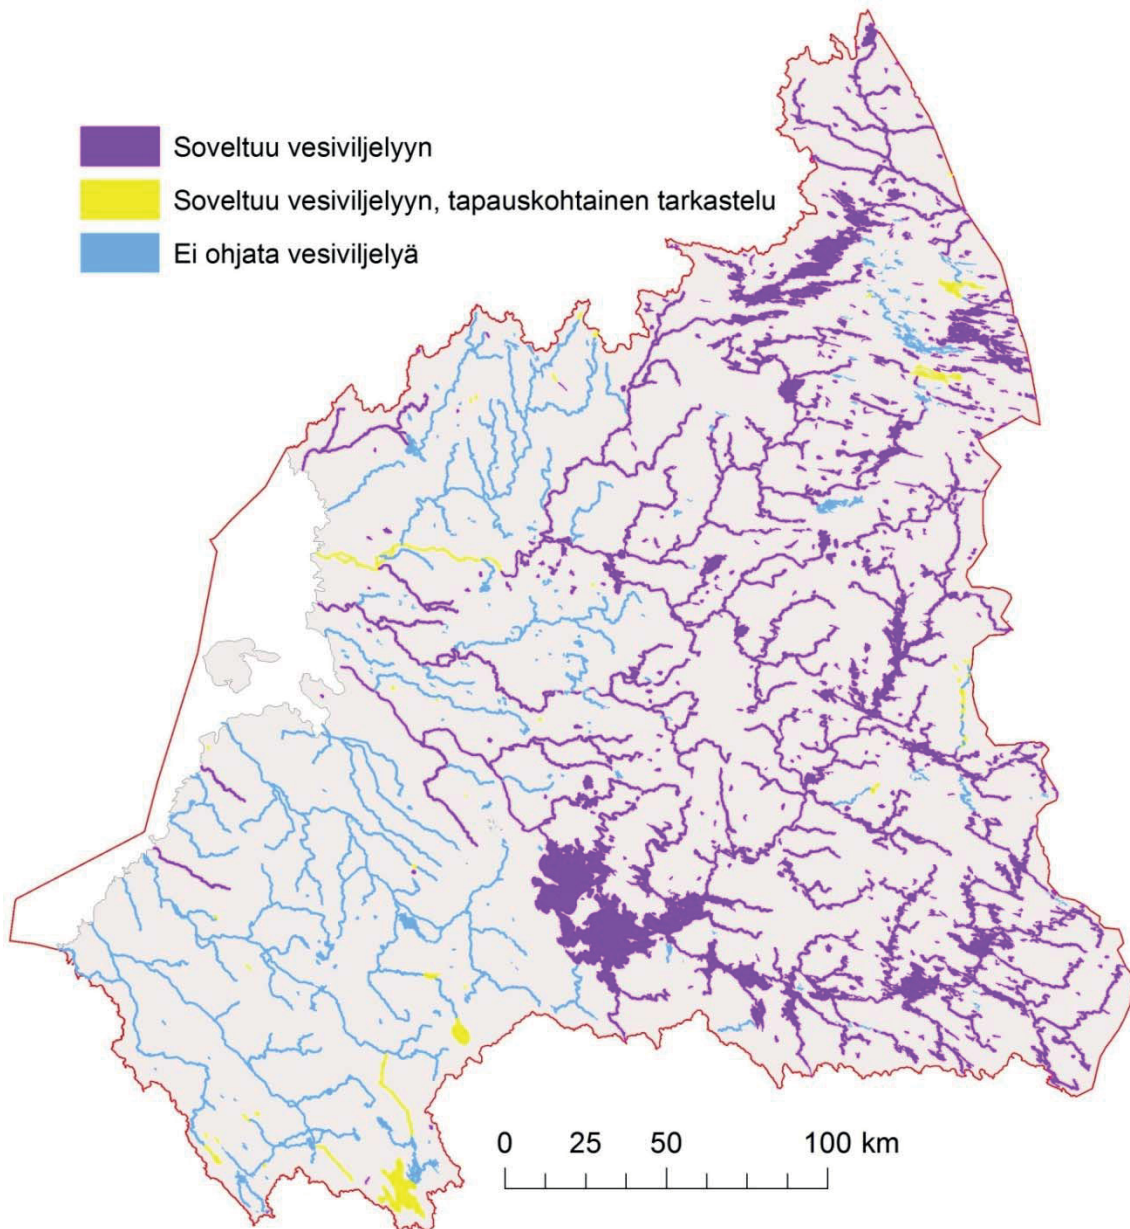 Soveltuu vesiviljelyyn
Soveltuu vesiviljelyyn, tapauskohtainen tarkastelu
Ei ohjata vesiviljelyä
0 25 50 100 km